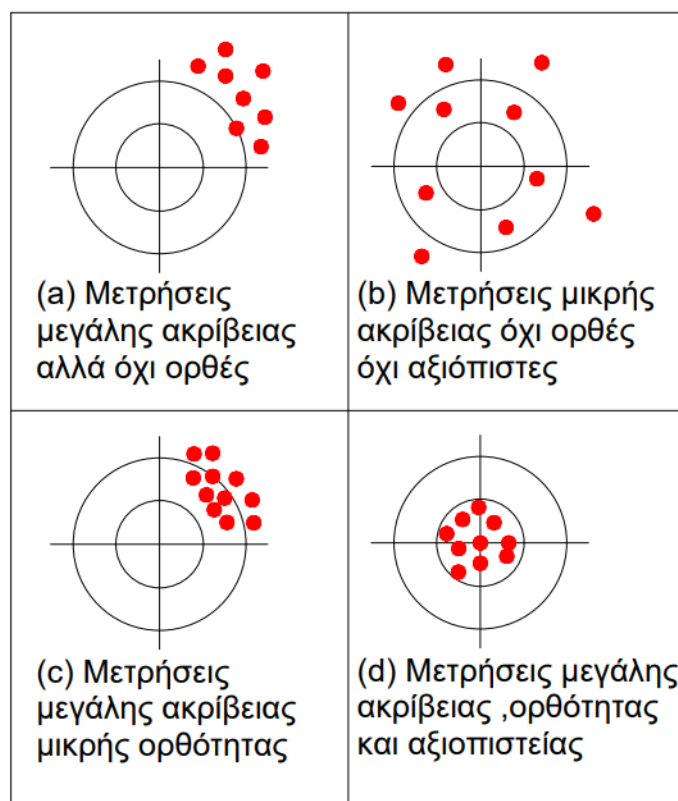 (a) Μετρήσεις
μεγάλης ακρίβειας
αλλά όχι ορθές
(b) Μετρήσεις μικρής
ακρίβειας όχι ορθές
όχι αξιόπιστες
(c) Μετρήσεις
μεγάλης ακρίβειας
μικρής ορθότητας
(d) Μετρήσεις μεγάλης
ακρίβειας ,ορθότητας
και αξιοπιστείας